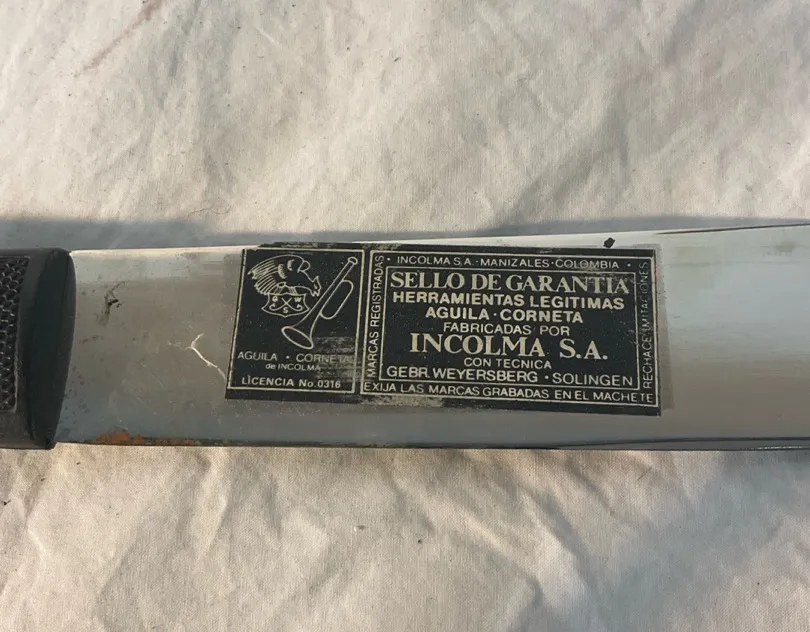 AGUILA · CORNETA
de INCOLMA
LICENCIA No. 0316
MARCAS REGISTRADAS
· INCOLMA S.A. - MANIZALES - COLOMBIA ·
SELLO DE GARANTIA
HERRAMIENTAS LEGITIMAS
AGUILA · CORNETA
FABRICADAS POR
INCOLMA S.A.
CON TECNICA
GEBR. WEYERSBERG · SOLINGEN
EXIJA LAS MARCAS GRABADAS EN EL MACHETE
RECHACE IMITACIONES